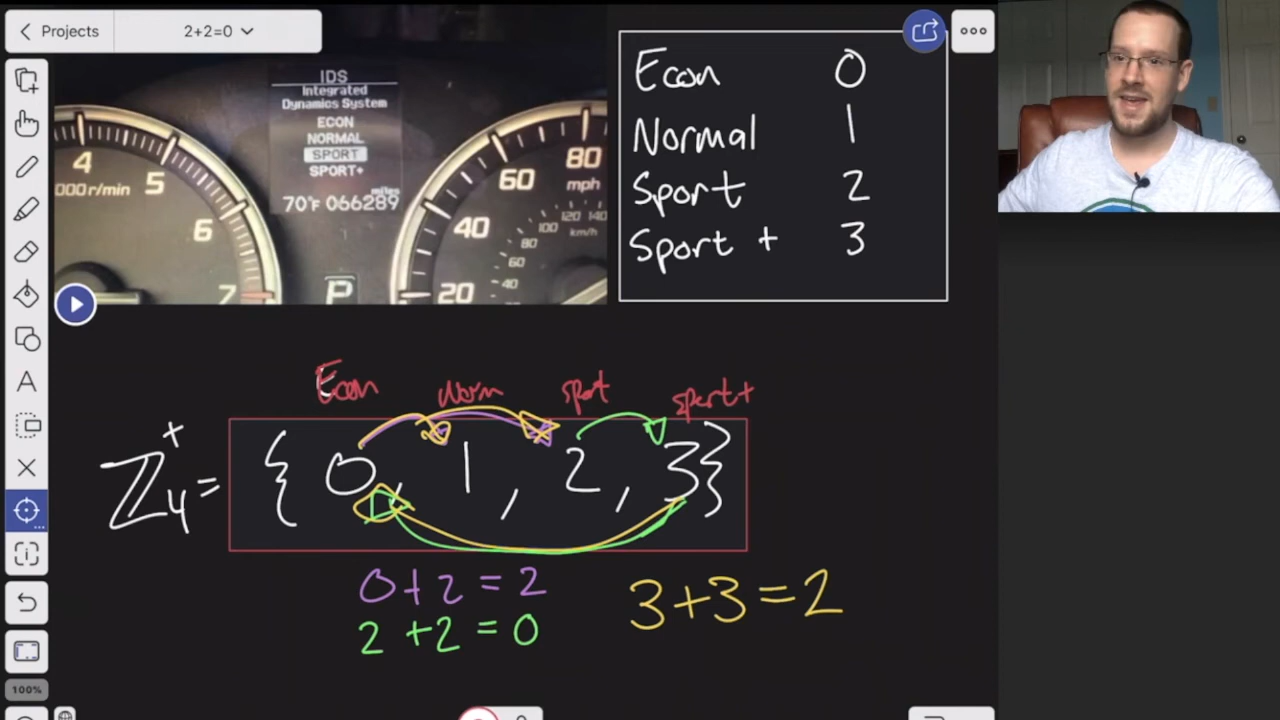 Projects
2+2=0
IDS
Integrated
Dynamics System
ECON
NORMAL
SPORT
SPORT+
miles
70°F 066289
4
000 r/min
5
6
7
P
80
mph
60
40
20
120 140
100
km/h
80
60
40
Econ 0
Normal 1
Sport 2
Sport + 3
Econ Norm sport sport+
Z₄⁺ = { 0, 1, 2, 3}
0+2=2
2+2=0
3+3=2
A
100%